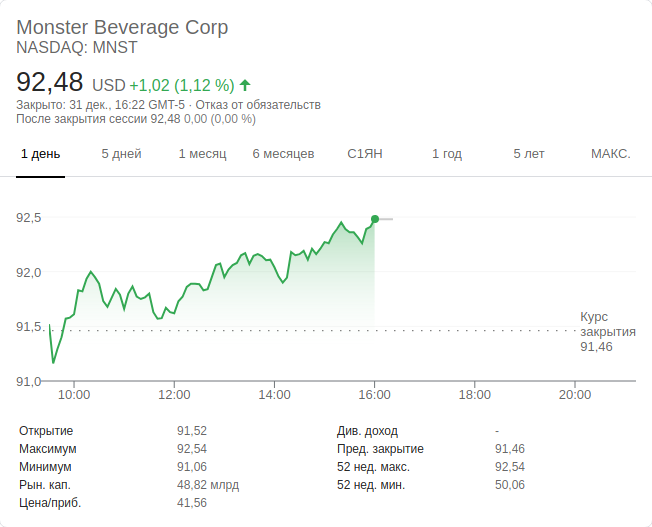 Monster Beverage Corp
NASDAQ: MNST
92,48 USD +1,02 (1,12 %)
Закрыто: 31 дек., 16:22 GMT-5 · Отказ от обязательств
После закрытия сессии 92,48 0,00 (0,00 %)
1 день 5 дней 1 месяц 6 месяцев С1ЯН 1 год 5 лет МАКС.
92,5
92,0
91,5
91,0
Курс
закрытия
91,46
10:00 12:00 14:00 16:00 18:00 20:00
Открытие 91,52 Див. доход -
Максимум 92,54 Пред. закрытие 91,46
Минимум 91,06 52 нед. макс. 92,54
Рын. кап. 48,82 млрд 52 нед. мин. 50,06
Цена/приб. 41,56